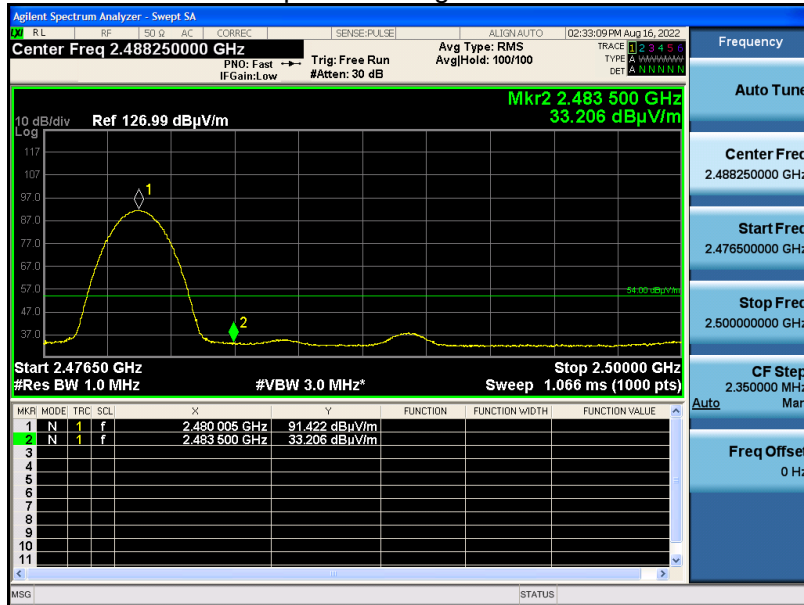 Agilent Spectrum Analyzer - Swept SA
LXI RL RF 50 Ω AC CORREC SENSE:PULSE ALIGN AUTO 02:33:09 PM Aug 16, 2022
Center Freq 2.488250000 GHz
PNO: Fast
IFGain:Low
Trig: Free Run
#Atten: 30 dB
Avg Type: RMS
Avg|Hold: 100/100
TRACE 1 2 3 4 5 6
TYPE A WWWWW
DET A N N N N N
Mkr2 2.483 500 GHz
33.206 dBµV/m
10 dB/div Ref 126.99 dBµV/m
Log
117
107
97.0
87.0
77.0
67.0
57.0
47.0
37.0
1
2
54.00 dBµV/m
Start 2.47650 GHz Stop 2.50000 GHz
#Res BW 1.0 MHz #VBW 3.0 MHz* Sweep 1.066 ms (1000 pts)
MKR MODE TRC SCL X Y FUNCTION FUNCTION WIDTH FUNCTION VALUE
1 N 1 f 2.480 005 GHz 91.422 dBµV/m
2 N 1 f 2.483 500 GHz 33.206 dBµV/m
3
4
5
6
7
8
9
10
11
MSG STATUS
Frequency
Auto Tune
Center Freq
2.488250000 GHz
Start Freq
2.476500000 GHz
Stop Freq
2.500000000 GHz
CF Step
2.350000 MHz
Auto Man
Freq Offset
0 Hz